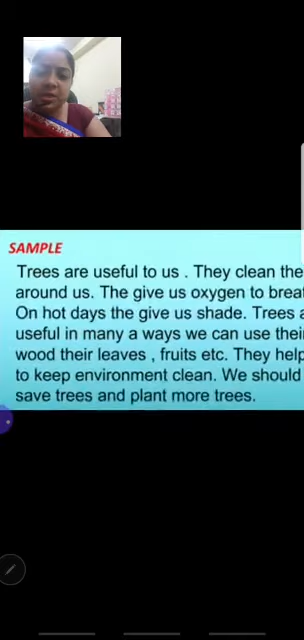 SAMPLE
Trees are useful to us . They clean the
around us. The give us oxygen to
On hot days the give us shade. Trees
useful in many a ways we can use
wood their leaves , fruits etc. They help
to keep environment clean. We should
save trees and plant more trees.